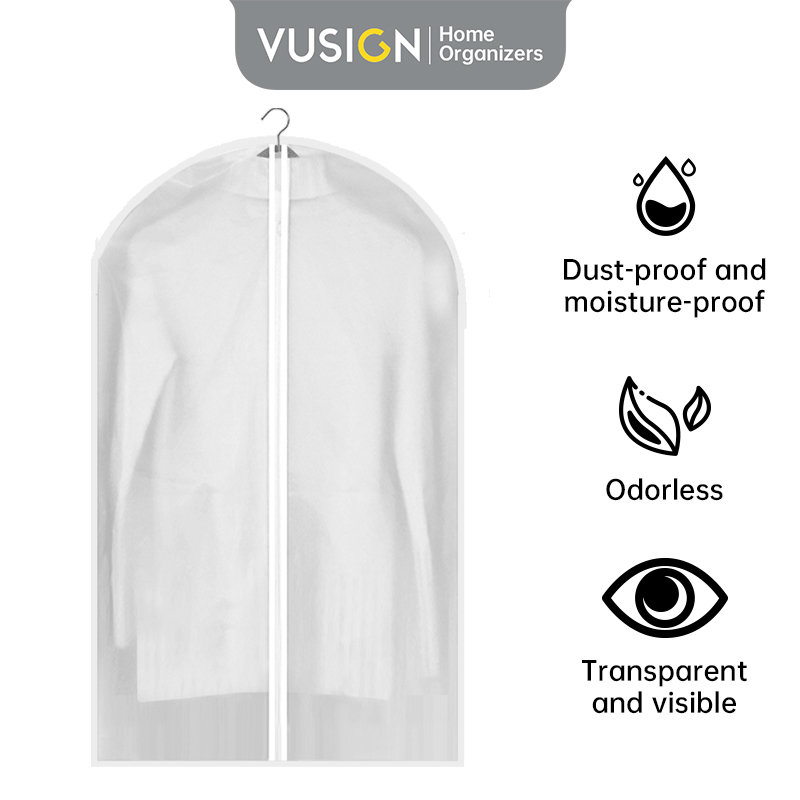 VUSIGN
Home
Organizers
Dust-proof and
moisture-proof
Odorless
Transparent
and visible